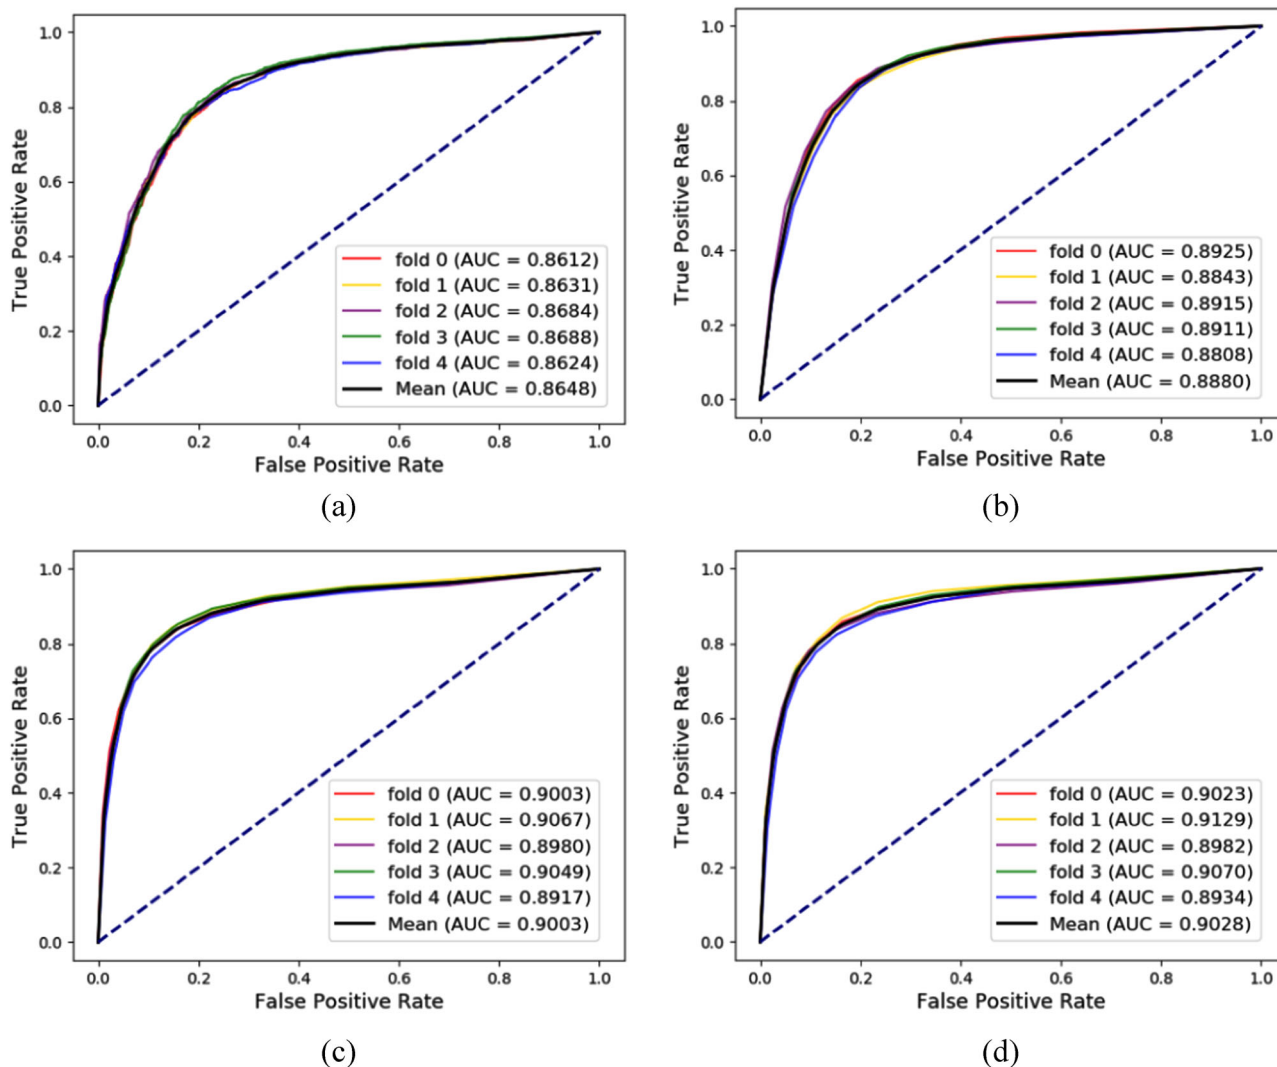 True Positive Rate
1.0
0.8
0.6
0.4
0.2
0.0
fold 0 (AUC = 0.8612)
fold 1 (AUC = 0.8631)
fold 2 (AUC = 0.8684)
fold 3 (AUC = 0.8688)
fold 4 (AUC = 0.8624)
Mean (AUC = 0.8648)
0.0 0.2 0.4 0.6 0.8 1.0
False Positive Rate
(a)
True Positive Rate
1.0
0.8
0.6
0.4
0.2
0.0
fold 0 (AUC = 0.8925)
fold 1 (AUC = 0.8843)
fold 2 (AUC = 0.8915)
fold 3 (AUC = 0.8911)
fold 4 (AUC = 0.8808)
Mean (AUC = 0.8880)
0.0 0.2 0.4 0.6 0.8 1.0
False Positive Rate
(b)
True Positive Rate
1.0
0.8
0.6
0.4
0.2
0.0
fold 0 (AUC = 0.9003)
fold 1 (AUC = 0.9067)
fold 2 (AUC = 0.8980)
fold 3 (AUC = 0.9049)
fold 4 (AUC = 0.8917)
Mean (AUC = 0.9003)
0.0 0.2 0.4 0.6 0.8 1.0
False Positive Rate
(c)
True Positive Rate
1.0
0.8
0.6
0.4
0.2
0.0
fold 0 (AUC = 0.9023)
fold 1 (AUC = 0.9129)
fold 2 (AUC = 0.8982)
fold 3 (AUC = 0.9070)
fold 4 (AUC = 0.8934)
Mean (AUC = 0.9028)
0.0 0.2 0.4 0.6 0.8 1.0
False Positive Rate
(d)